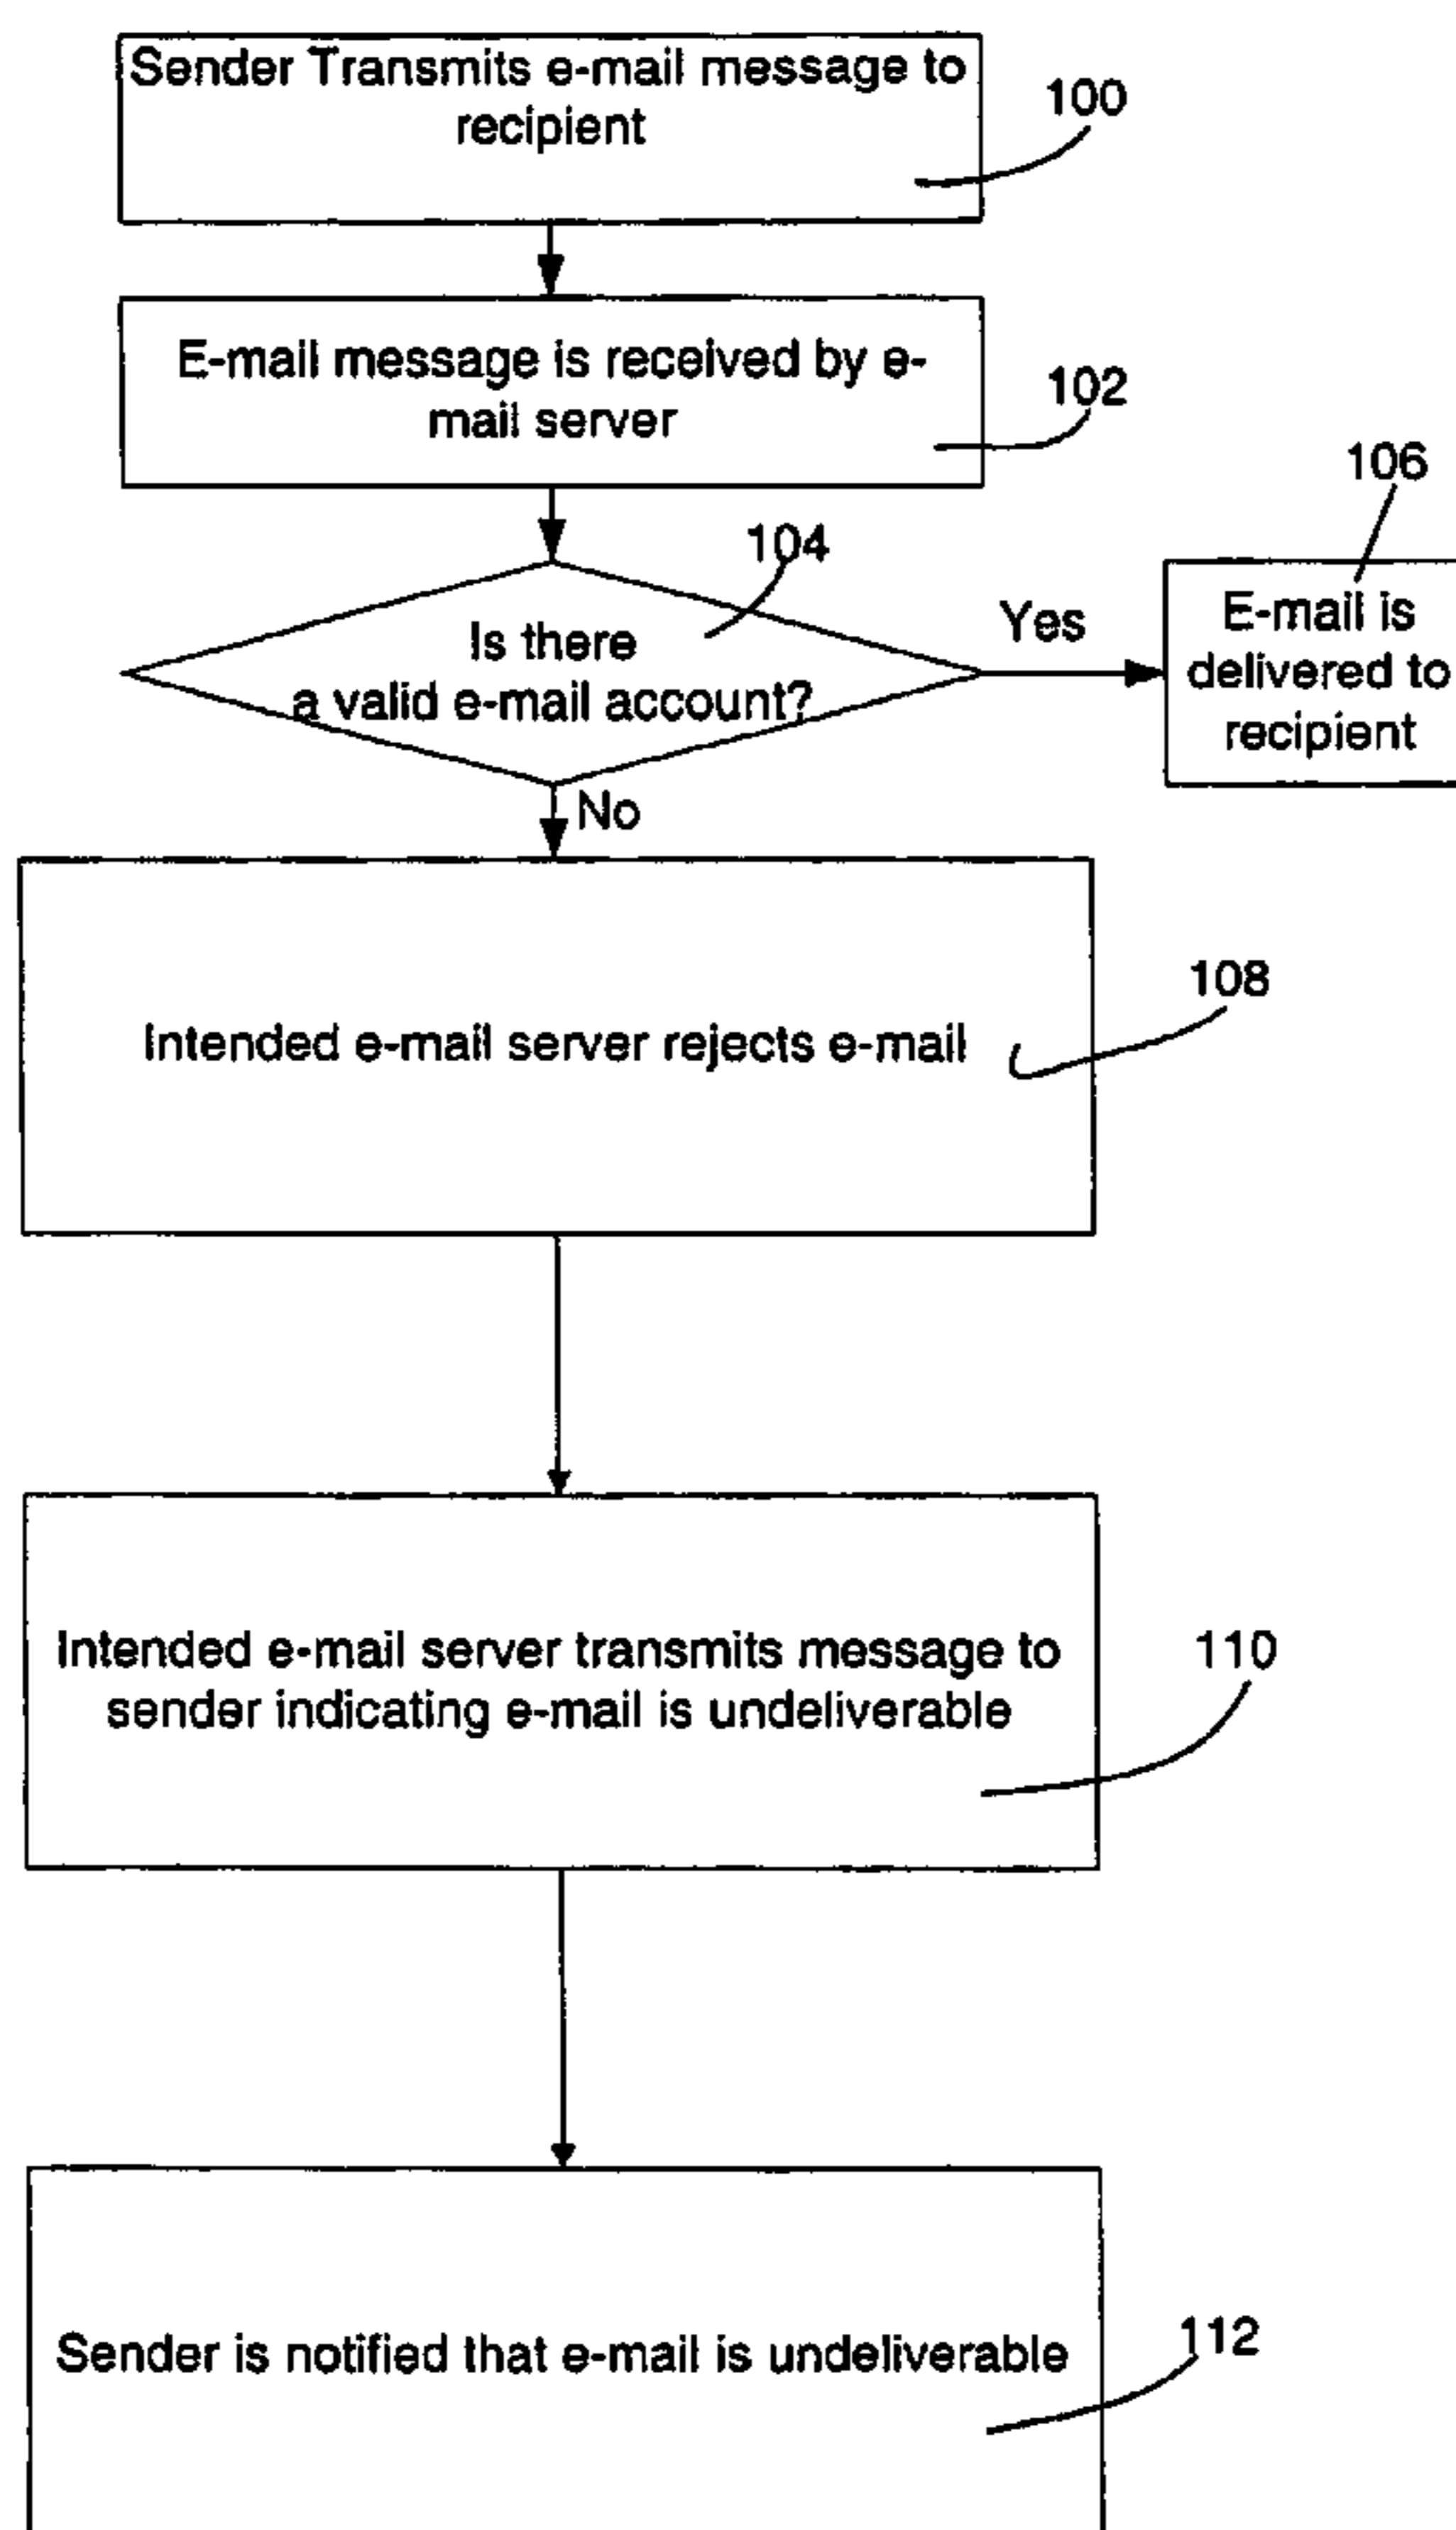 Sender Transmits e-mail message to
recipient
100
E-mail message is received by e-
mail server
102
104
Is there
a valid e-mail account?
Yes
106
E-mail is
delivered to
recipient
No
Intended e-mail server rejects e-mail
108
Intended e-mail server transmits message to
sender indicating e-mail is undeliverable
110
Sender is notified that e-mail is undeliverable
112